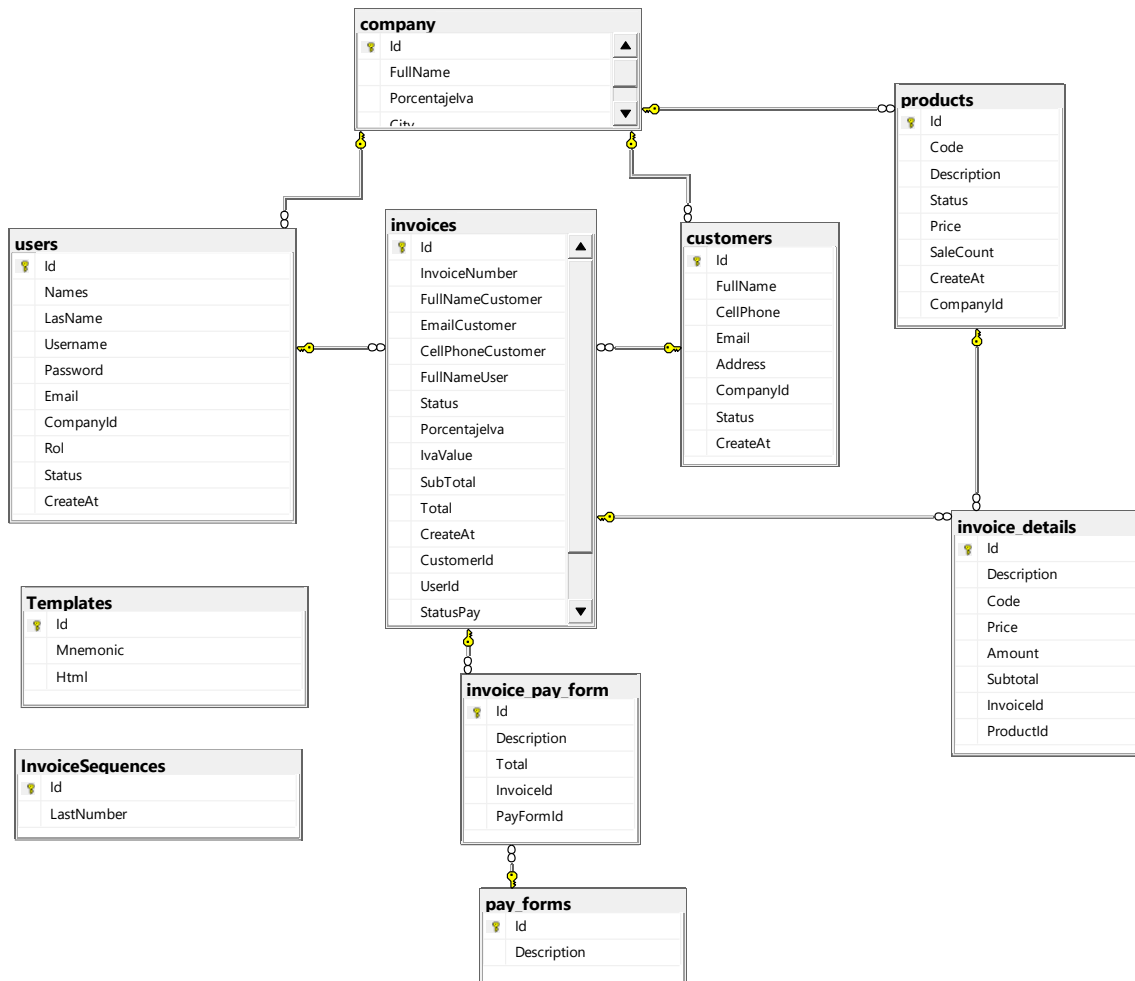 company
Id
FullName
PorcentajeIva
City
products
Id
Code
Description
Status
Price
SaleCount
CreateAt
CompanyId
users
Id
Names
LasName
Username
Password
Email
CompanyId
Rol
Status
CreateAt
invoices
Id
InvoiceNumber
FullNameCustomer
EmailCustomer
CellPhoneCustomer
FullNameUser
Status
PorcentajeIva
IvaValue
SubTotal
Total
CreateAt
CustomerId
UserId
StatusPay
customers
Id
FullName
CellPhone
Email
Address
CompanyId
Status
CreateAt
invoice_details
Id
Description
Code
Price
Amount
Subtotal
InvoiceId
ProductId
Templates
Id
Mnemonic
Html
InvoiceSequences
Id
LastNumber
invoice_pay_form
Id
Description
Total
InvoiceId
PayFormId
pay_forms
Id
Description